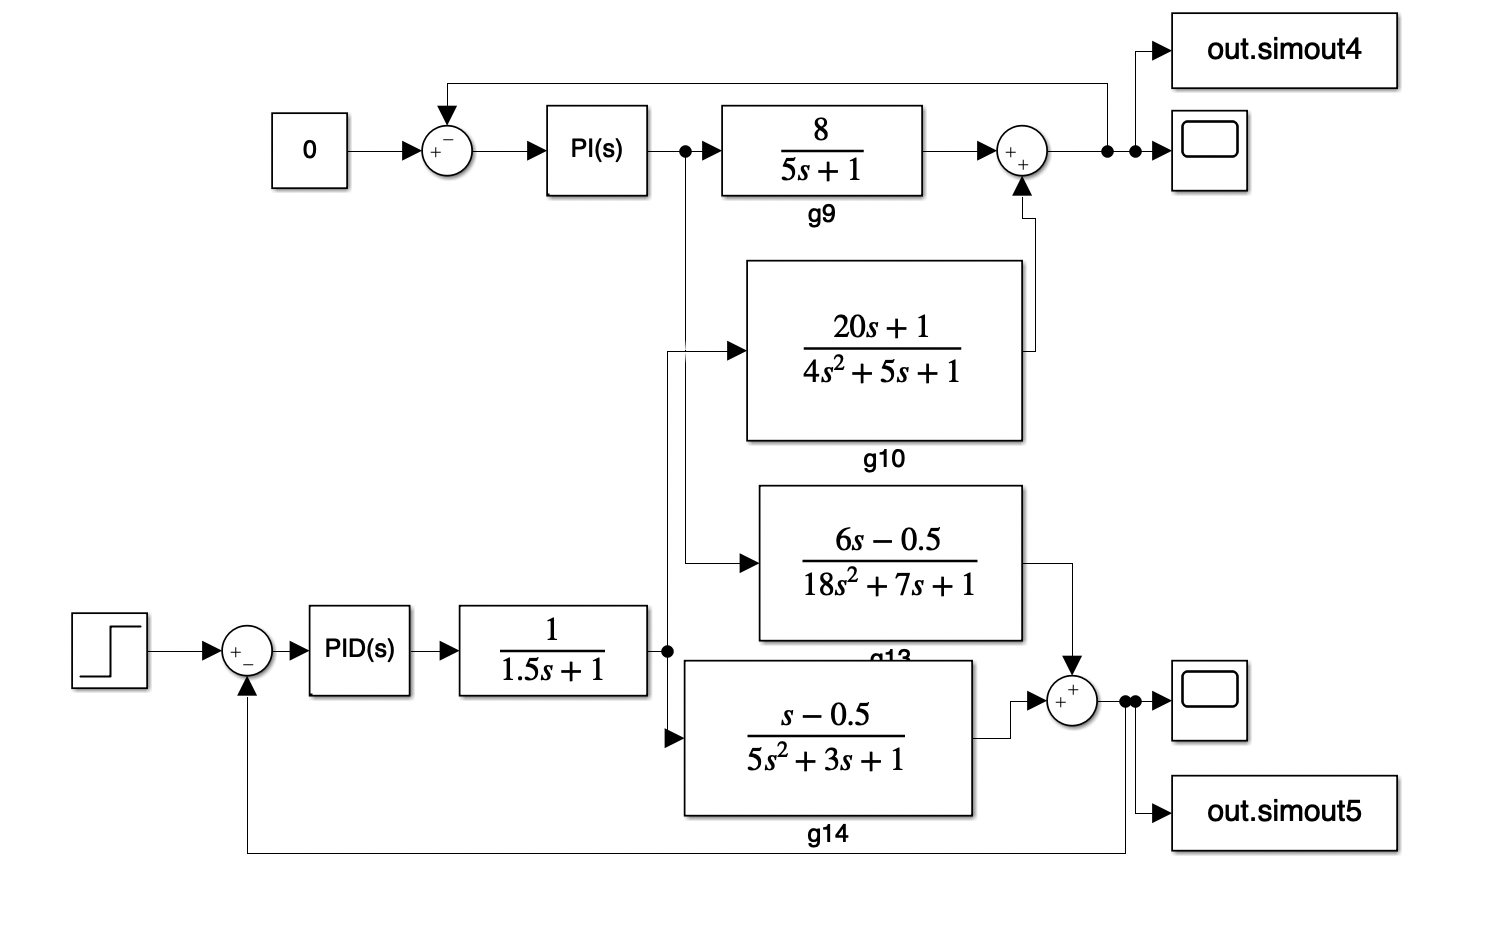 out.simout4
0
+ −
PI(s)
8
5s + 1
g9
+
+
20s + 1
4s² + 5s + 1
g10
6s − 0.5
18s² + 7s + 1
g13
+ −
PID(s)
1
1.5s + 1
s − 0.5
5s² + 3s + 1
g14
+
+
out.simout5